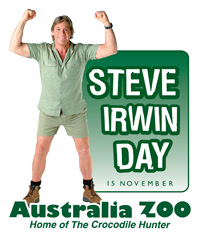 STEVE
IRWIN
DAY
15 NOVEMBER
Australia ZOO
Home of The Crocodile Hunter